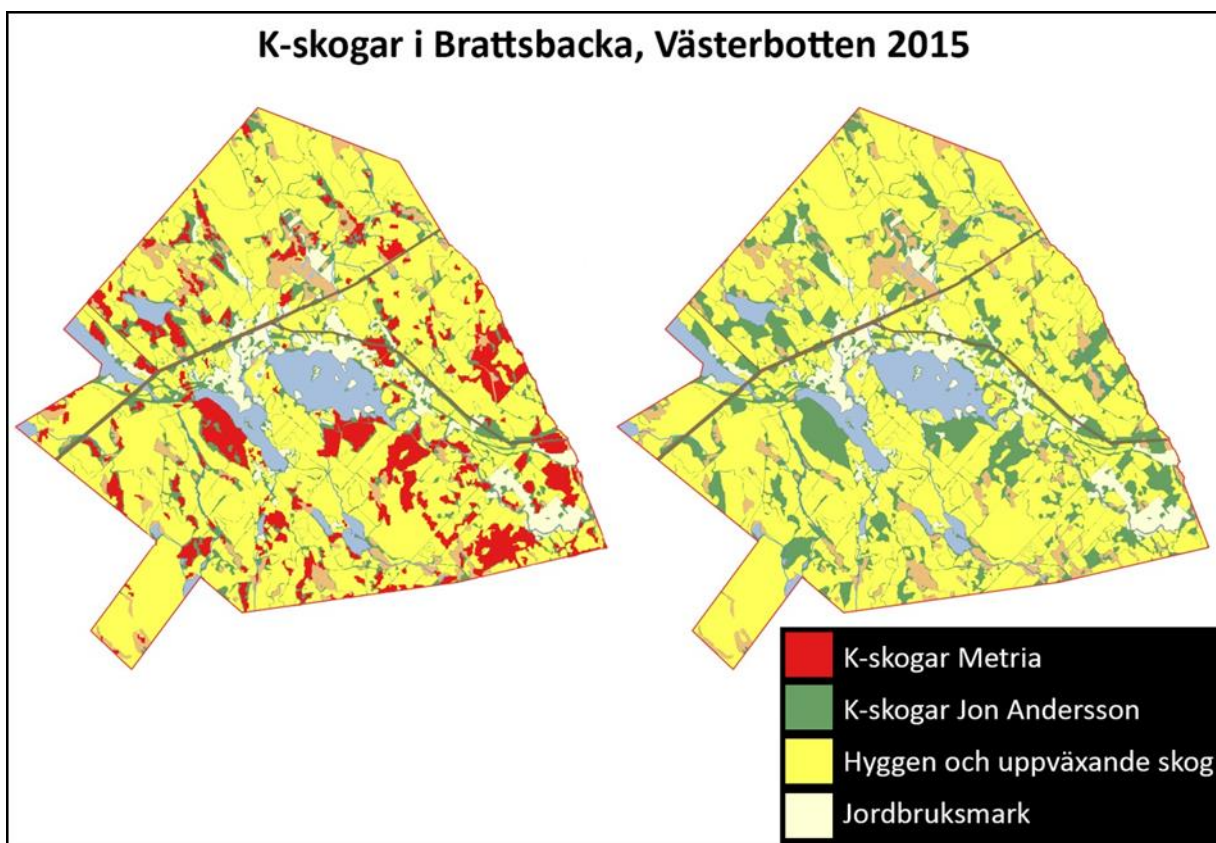 K-skogar i Brattsbacka, Västerbotten 2015
K-skogar Metria
K-skogar Jon Andersson
Hyggen och uppväxande skog
Jordbruksmark